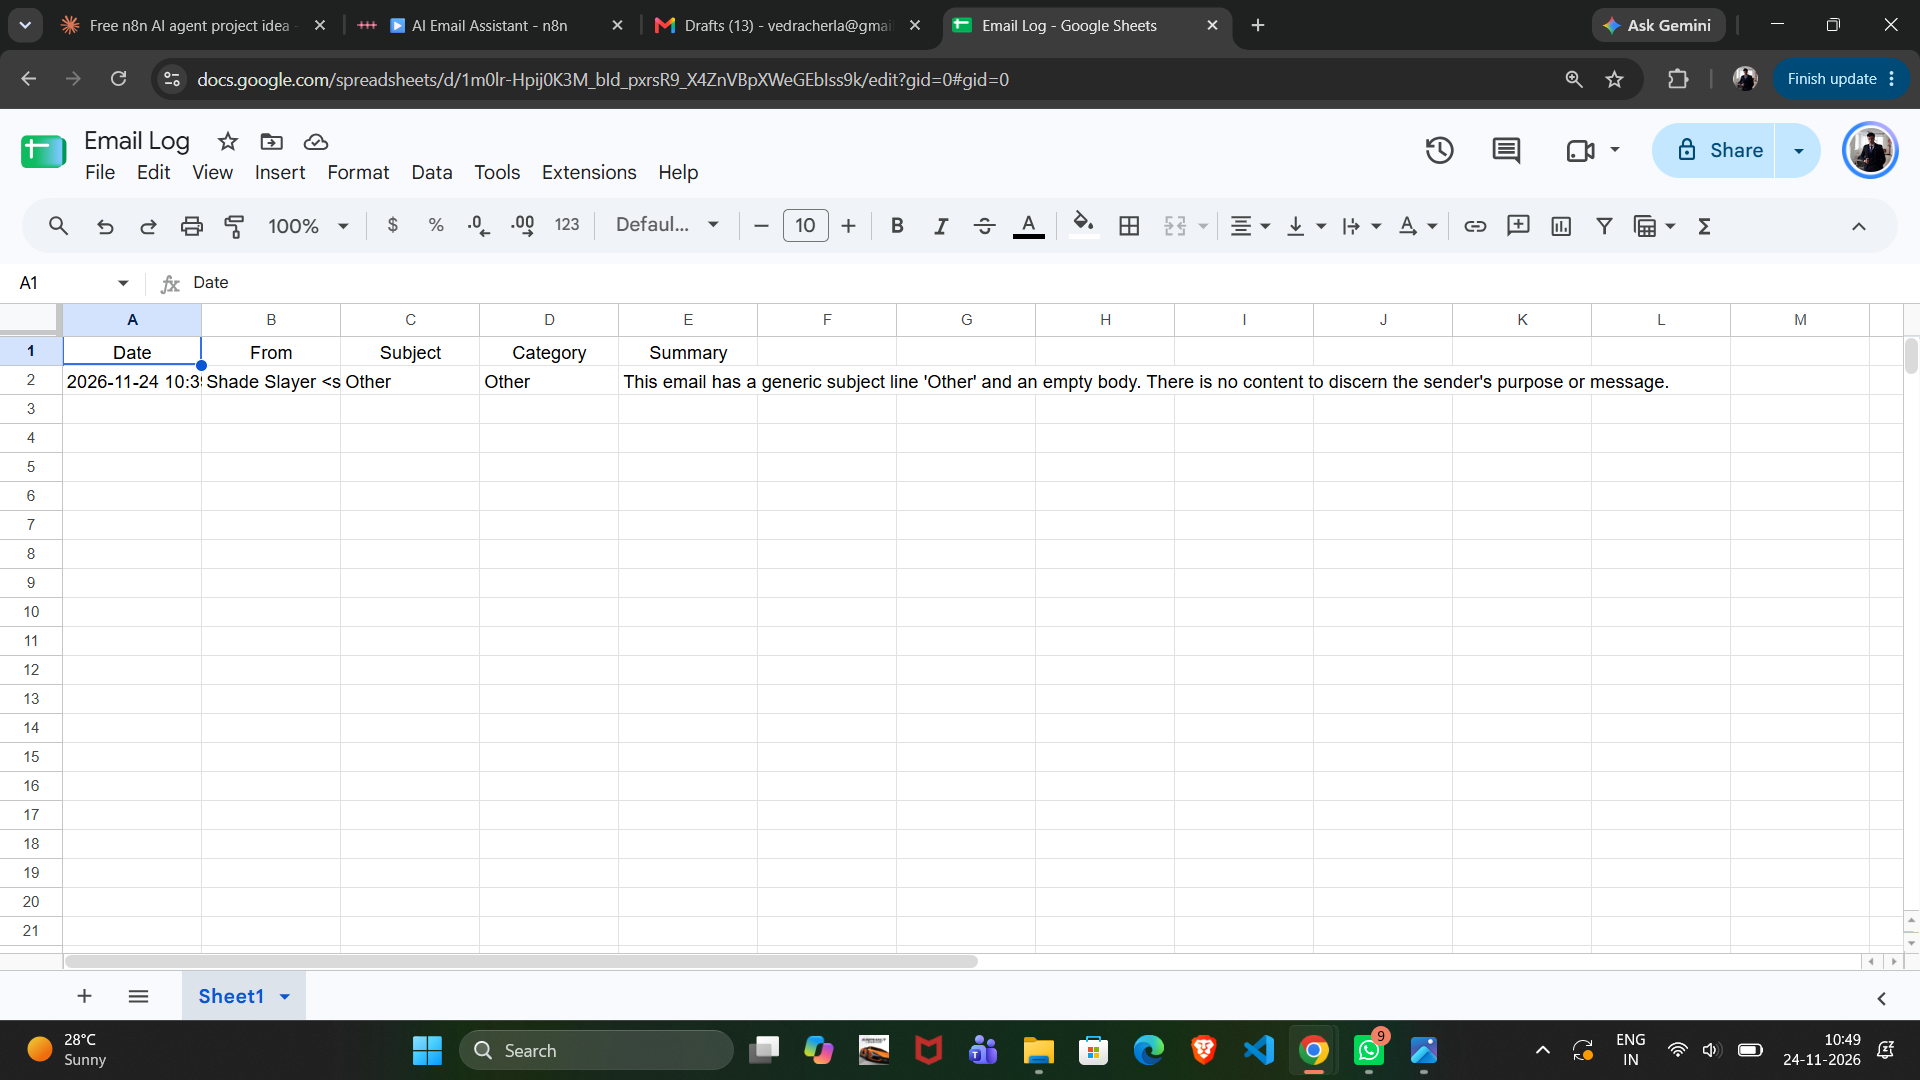 Free n8n AI agent project idea
AI Email Assistant - n8n
Drafts (13) - vedracherla@gmai
Email Log - Google Sheets
Ask Gemini
docs.google.com/spreadsheets/d/1m0lr-Hpij0K3M_bld_pxrsR9_X4ZnVBpXWeGEbIss9k/edit?gid=0#gid=0
Finish update
Email Log
File Edit View Insert Format Data Tools Extensions Help
Share
100% $ % .0 .00 123 Defaul... 10 B I A
A1 fx Date
A B C D E F G H I J K L M
1 Date From Subject Category Summary
2 2026-11-24 10:39 Shade Slayer <s Other Other This email has a generic subject line 'Other' and an empty body. There is no content to discern the sender's purpose or message.
3
4
5
6
7
8
9
10
11
12
13
14
15
16
17
18
19
20
21
Sheet1
28°C
Sunny
Search
9
ENG
IN
10:49
24-11-2026